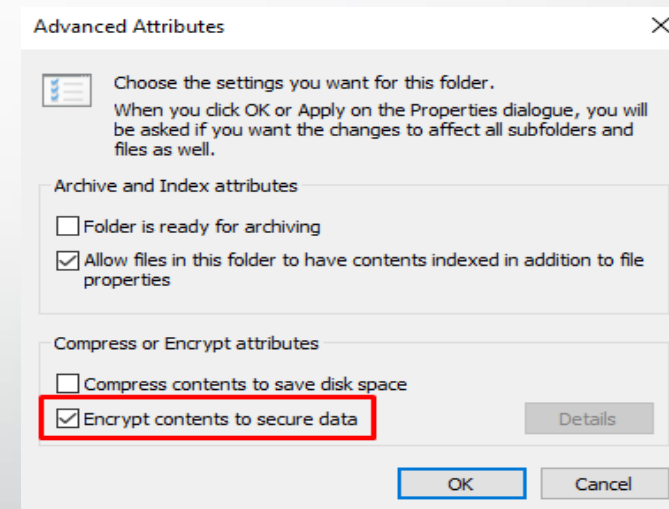 Advanced Attributes
Choose the settings you want for this folder.
When you click OK or Apply on the Properties dialogue, you will
be asked if you want the changes to affect all subfolders and
files as well.
Archive and Index attributes
Folder is ready for archiving
Allow files in this folder to have contents indexed in addition to file
properties
Compress or Encrypt attributes
Compress contents to save disk space
Encrypt contents to secure data
Details
OK
Cancel